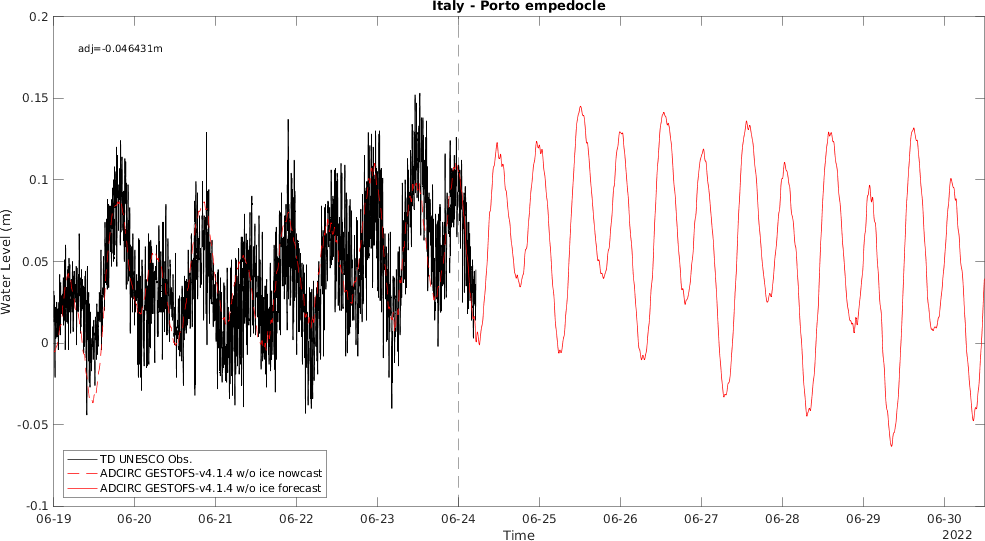 Italy - Porto empedocle
adj=-0.046431m
Water Level (m)
0.2
0.15
0.1
0.05
0
-0.05
-0.1
TD UNESCO Obs.
ADCIRC GESTOFS-v4.1.4 w/o ice nowcast
ADCIRC GESTOFS-v4.1.4 w/o ice forecast
06-19 06-20 06-21 06-22 06-23 06-24 06-25 06-26 06-27 06-28 06-29 06-30
Time
2022